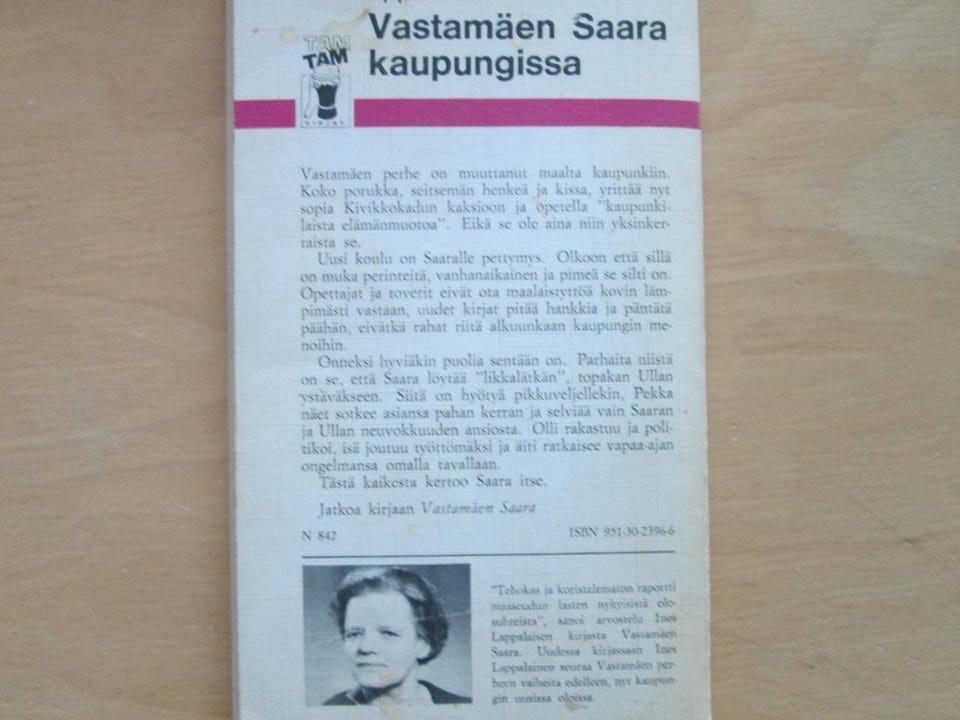 Vastamäen Saara
kaupungissa
TAM
TAM
KIRJAT
Vastamäen perhe on muuttanut maalta kaupunkiin.
Koko porukka, seitsemän henkeä ja kissa, yrittää nyt
sopia Kivikkokadun kaksioon ja opetella "kaupunki-
laista elämänmuotoa". Eikä se ole aina niin yksinker-
taista se.
Uusi koulu on Saaralle pettymys. Olkoon että sillä
on muka perinteitä, vanhanaikainen ja pimeä se silti on.
Opettajat ja toverit eivät ota maalaistyttöä kovin läm-
pimästi vastaan, uudet kirjat pitää hankkia ja päntätä
päähän, eivätkä rahat riitä alkuunkaan kaupungin me-
noihin.
Onneksi hyviäkin puolia sentään on. Parhaita niistä
on se, että Saara löytää "likkalätkän", topakan Ullan
ystäväkseen. Siitä on hyötyä pikkuveljellekin, Pekka
näet sotkee asiansa pahan kerran ja selviää vain Saaran
ja Ullan neuvokkuuden ansiosta. Olli rakastuu ja poli-
tikoi, isä joutuu työttömäksi ja äiti ratkaisee vapaa-ajan
ongelmansa omalla tavallaan.
Tästä kaikesta kertoo Saara itse.
Jatkoa kirjaan Vastamäen Saara
N 842
ISBN 951-30-2396-6
"Tehokas ja koristelematon raportti
maaseudun lasten nykyisistä olo-
suhteista", sanoi arvostelu Ines
Lappalaisen kirjasta Vastamäen
Saara. Uudessa kirjassaan Ines
Lappalainen seuraa Vastamäen per-
heen vaiheita edelleen, nyt kaupun-
gin uusissa oloissa.